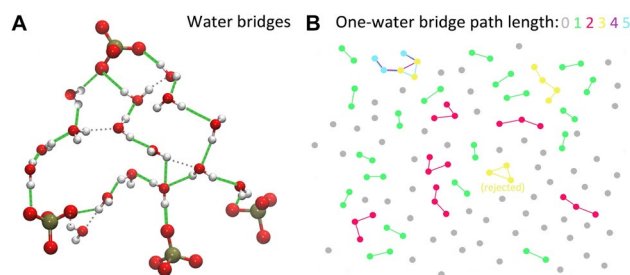 A
Water bridges
B
One-water bridge path length: 0 1 2 3 4 5
(rejected)